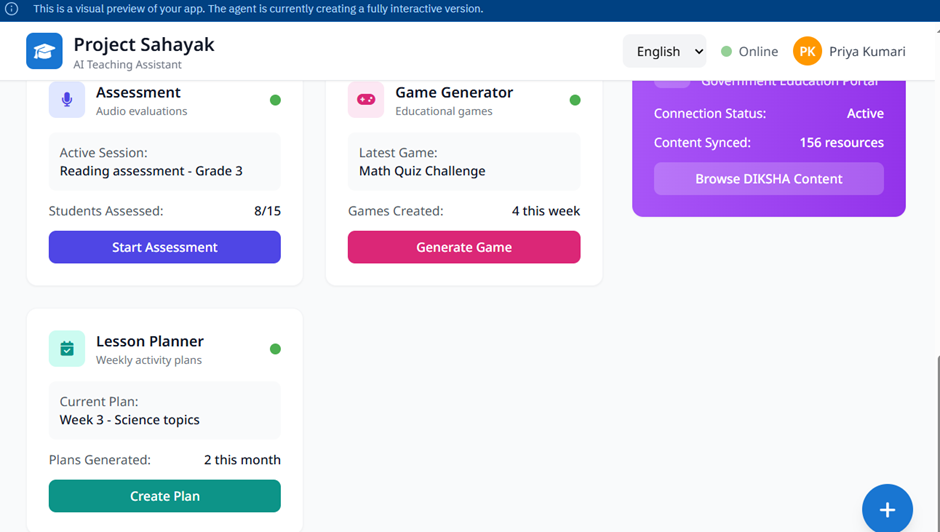 This is a visual preview of your app. The agent is currently creating a fully interactive version.
Project Sahayak
AI Teaching Assistant
English
Online
PK
Priya Kumari
Assessment
Audio evaluations
Active Session:
Reading assessment - Grade 3
Students Assessed: 8/15
Start Assessment
Game Generator
Educational games
Latest Game:
Math Quiz Challenge
Games Created: 4 this week
Generate Game
Government Education Portal
Connection Status: Active
Content Synced: 156 resources
Browse DIKSHA Content
Lesson Planner
Weekly activity plans
Current Plan:
Week 3 - Science topics
Plans Generated: 2 this month
Create Plan